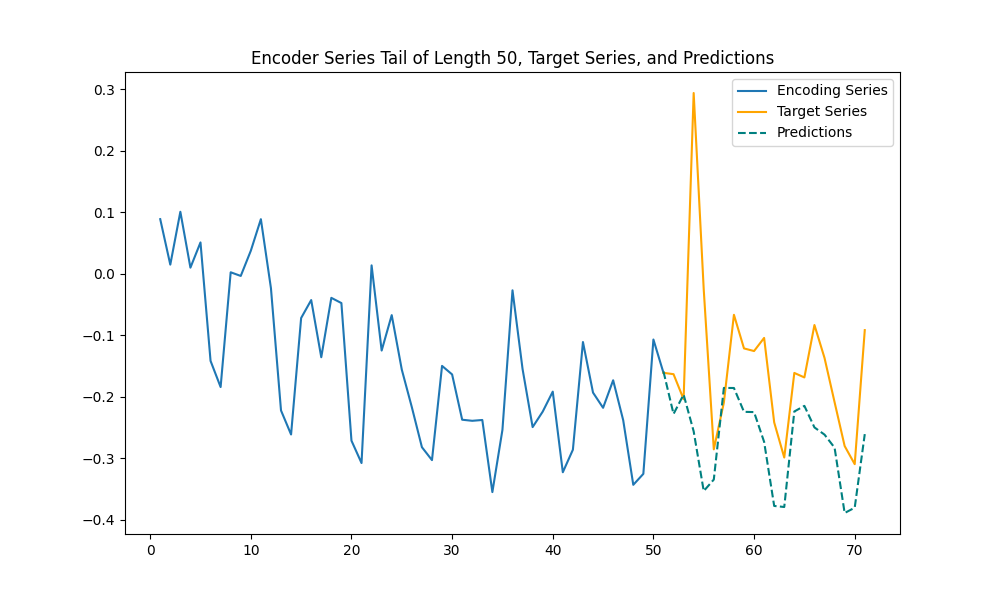 Encoder Series Tail of Length 50, Target Series, and Predictions
Encoding Series
Target Series
Predictions
0.3
0.2
0.1
0.0
−0.1
−0.2
−0.3
−0.4
0 10 20 30 40 50 60 70